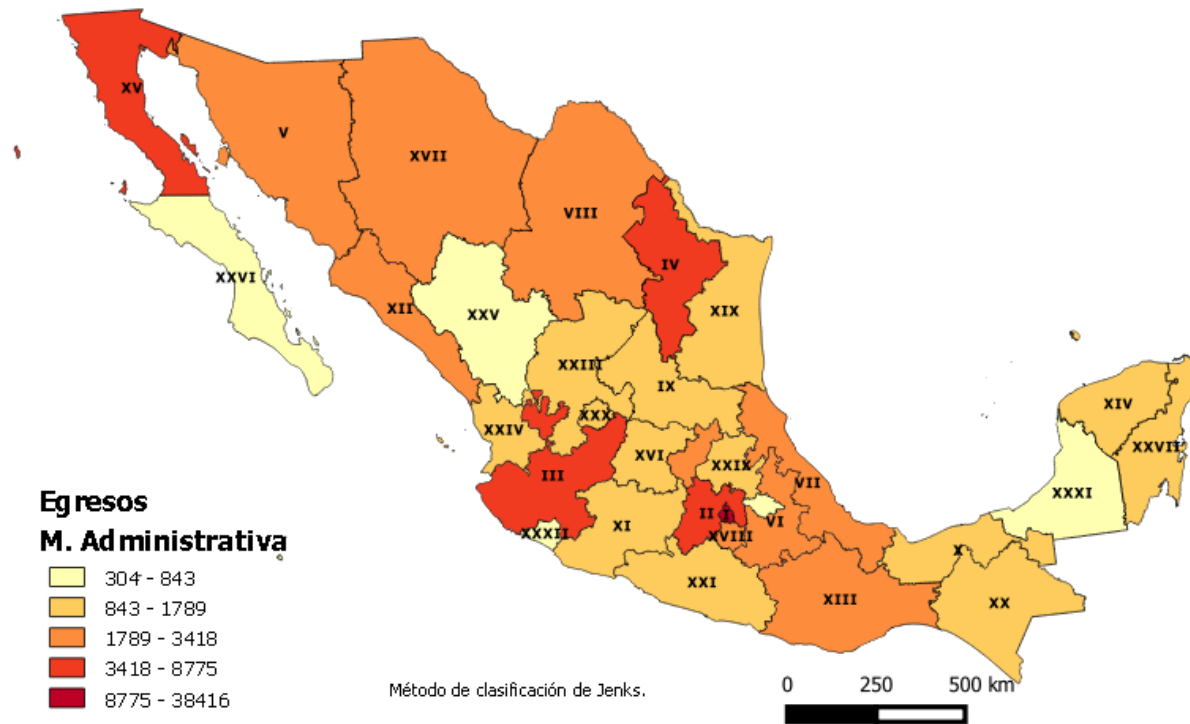 XV
V
XVII
VIII
IV
XXVI
XII
XXV
XIX
XXIII
IX
XXX
XXIV
XVI
XXIX
XIV
XXVII
III
VII
XXXI
II
I
VI
XXXII
XI
XVIII
X
XXI
XIII
XX
Egresos
M. Administrativa
304 - 843
843 - 1789
1789 - 3418
3418 - 8775
8775 - 38416
Método de clasificación de Jenks.
0 250 500 km